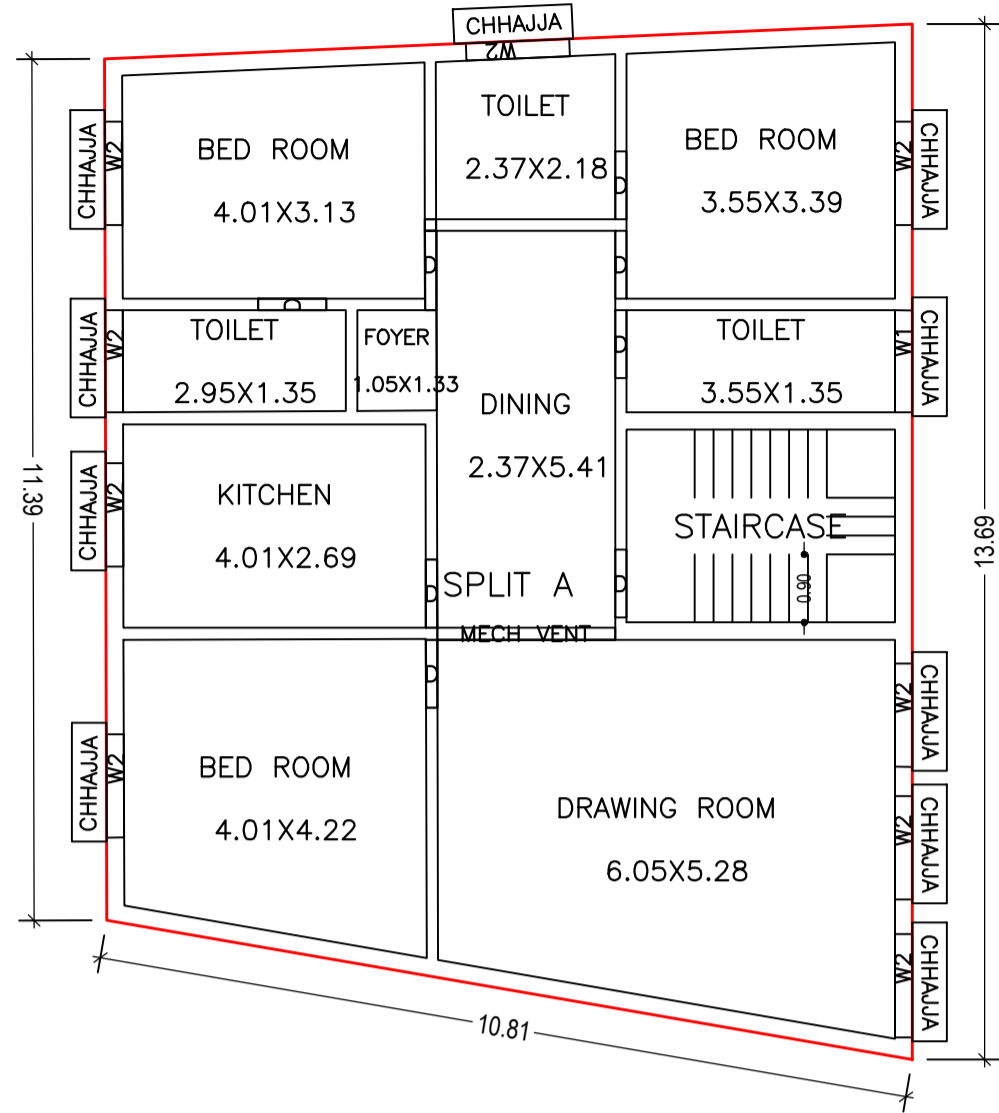 CHHAJJA
W2
TOILET
2.37X2.18
D
BED ROOM
4.01X3.13
D
D
CHHAJJA
W2
BED ROOM
3.55X3.39
D
W2
CHHAJJA
CHHAJJA
W2
TOILET
2.95X1.35
FOYER
1.05X1.33
DINING
2.37X5.41
D
TOILET
3.55X1.35
W1
CHHAJJA
11.39
CHHAJJA
W2
KITCHEN
4.01X2.69
D
SPLIT A
MECH VENT
D
STAIRCASE
0.90
13.69
CHHAJJA
W2
BED ROOM
4.01X4.22
D
DRAWING ROOM
6.05X5.28
W2
CHHAJJA
W2
CHHAJJA
W2
CHHAJJA
10.81